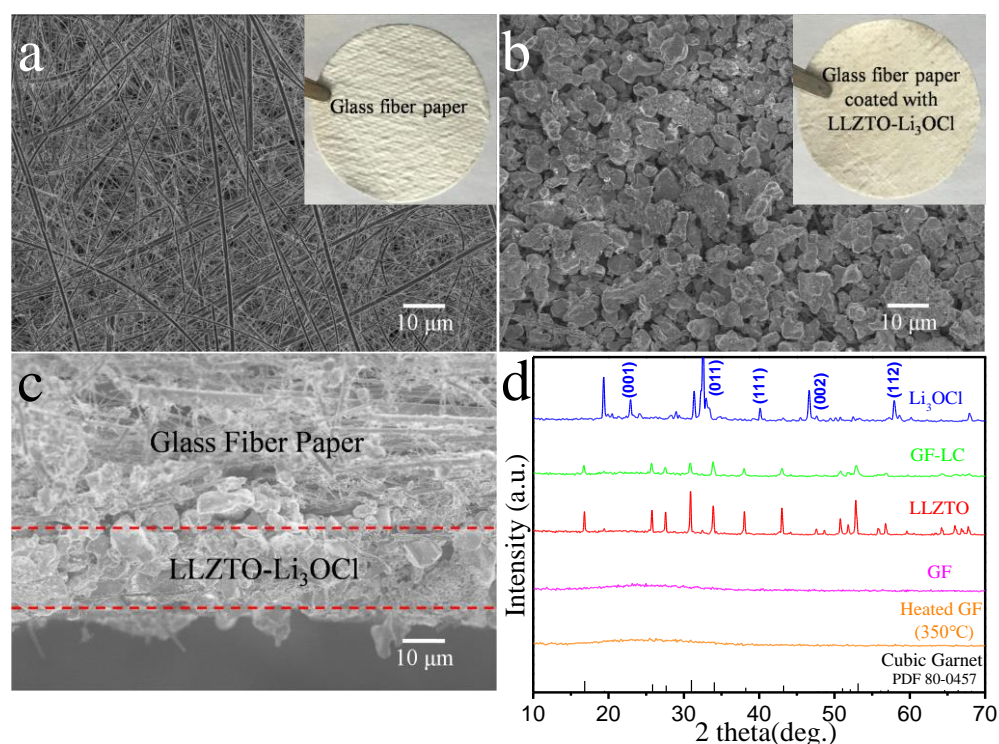 a
Glass fiber paper
10 μm
b
Glass fiber paper
coated with
LLZTO-Li₃OCl
10 μm
c
Glass Fiber Paper
LLZTO-Li₃OCl
10 μm
d
Intensity (a.u.)
(001)
(011)
(111)
(002)
(112)
Li₃OCl
GF-LC
LLZTO
GF
Heated GF
(350°C)
Cubic Garnet
PDF 80-0457
10 20 30 40 50 60 70
2 theta(deg.)